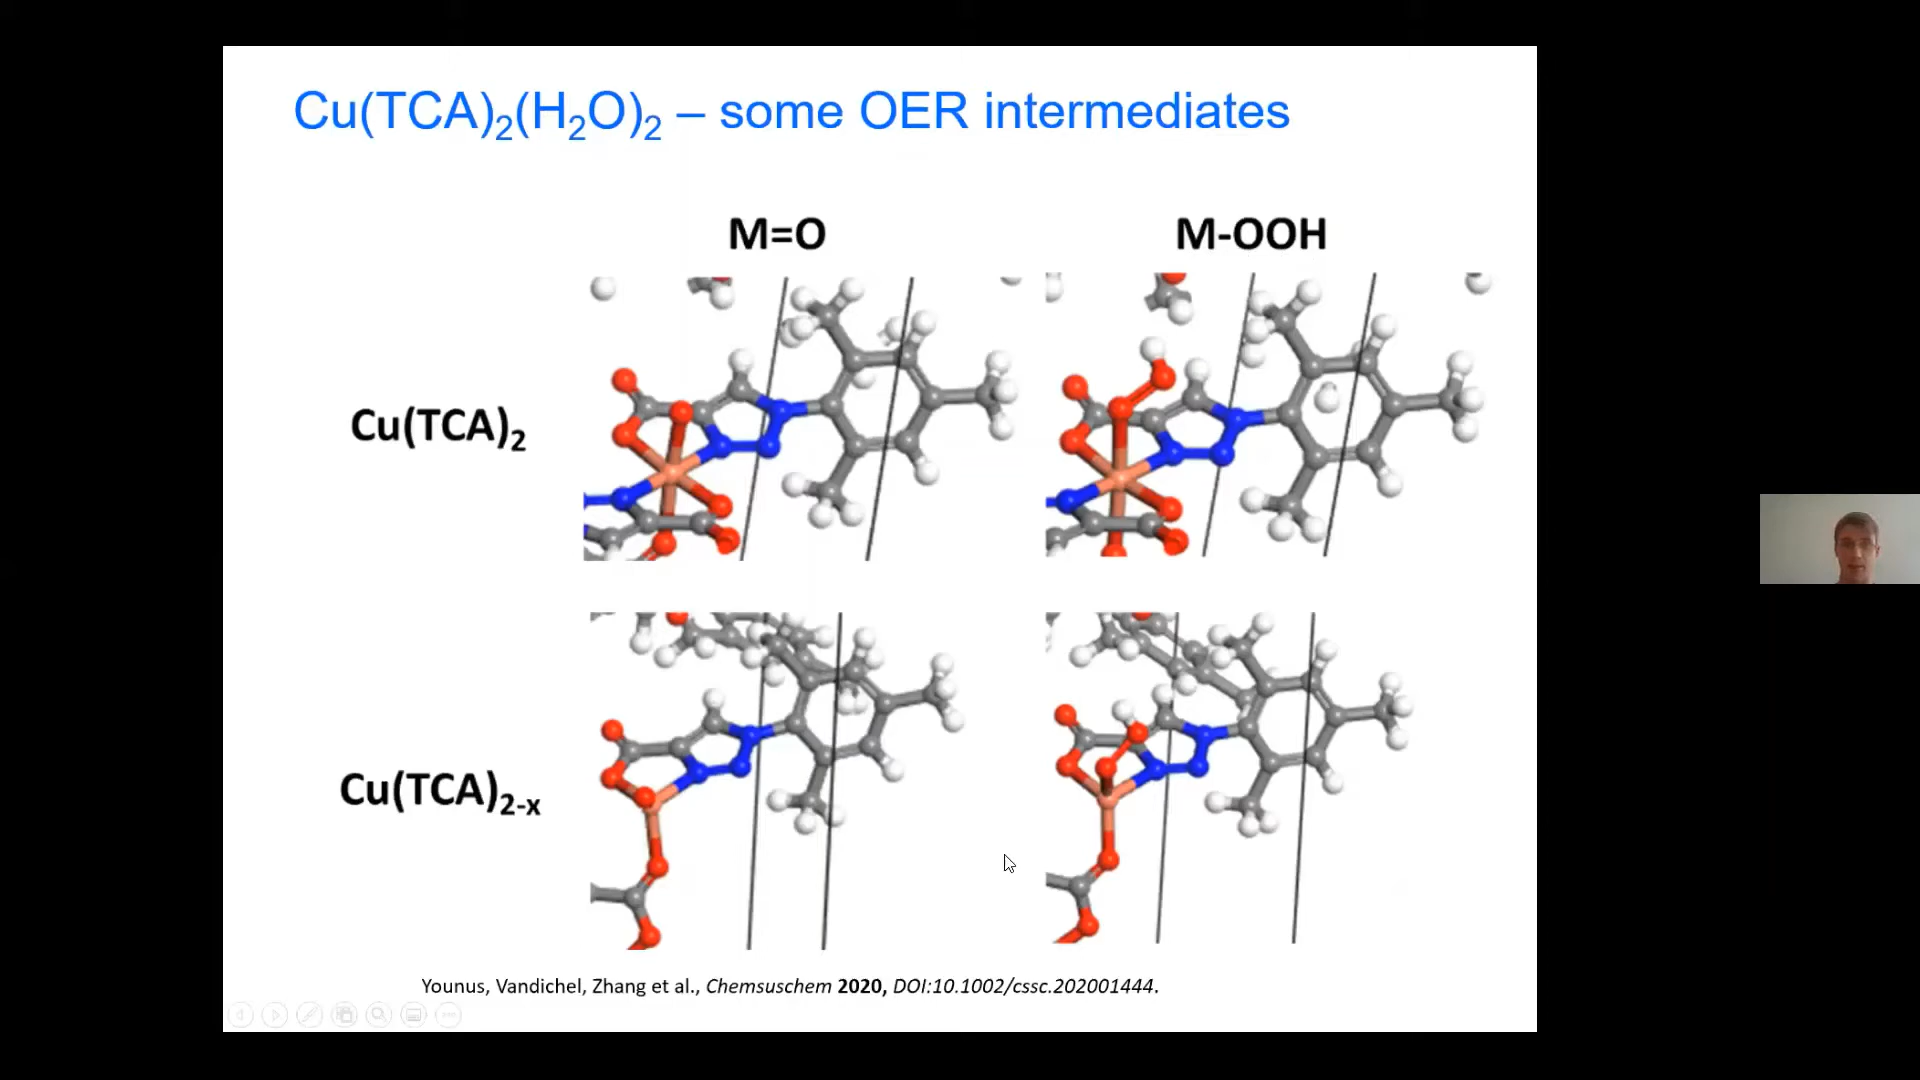 Cu(TCA)₂(H₂O)₂ – some OER intermediates
M=O
M-OOH
Cu(TCA)₂
Cu(TCA)₂₋ₓ
Younus, Vandichel, Zhang et al., Chemsuschem 2020, DOI:10.1002/cssc.202001444.